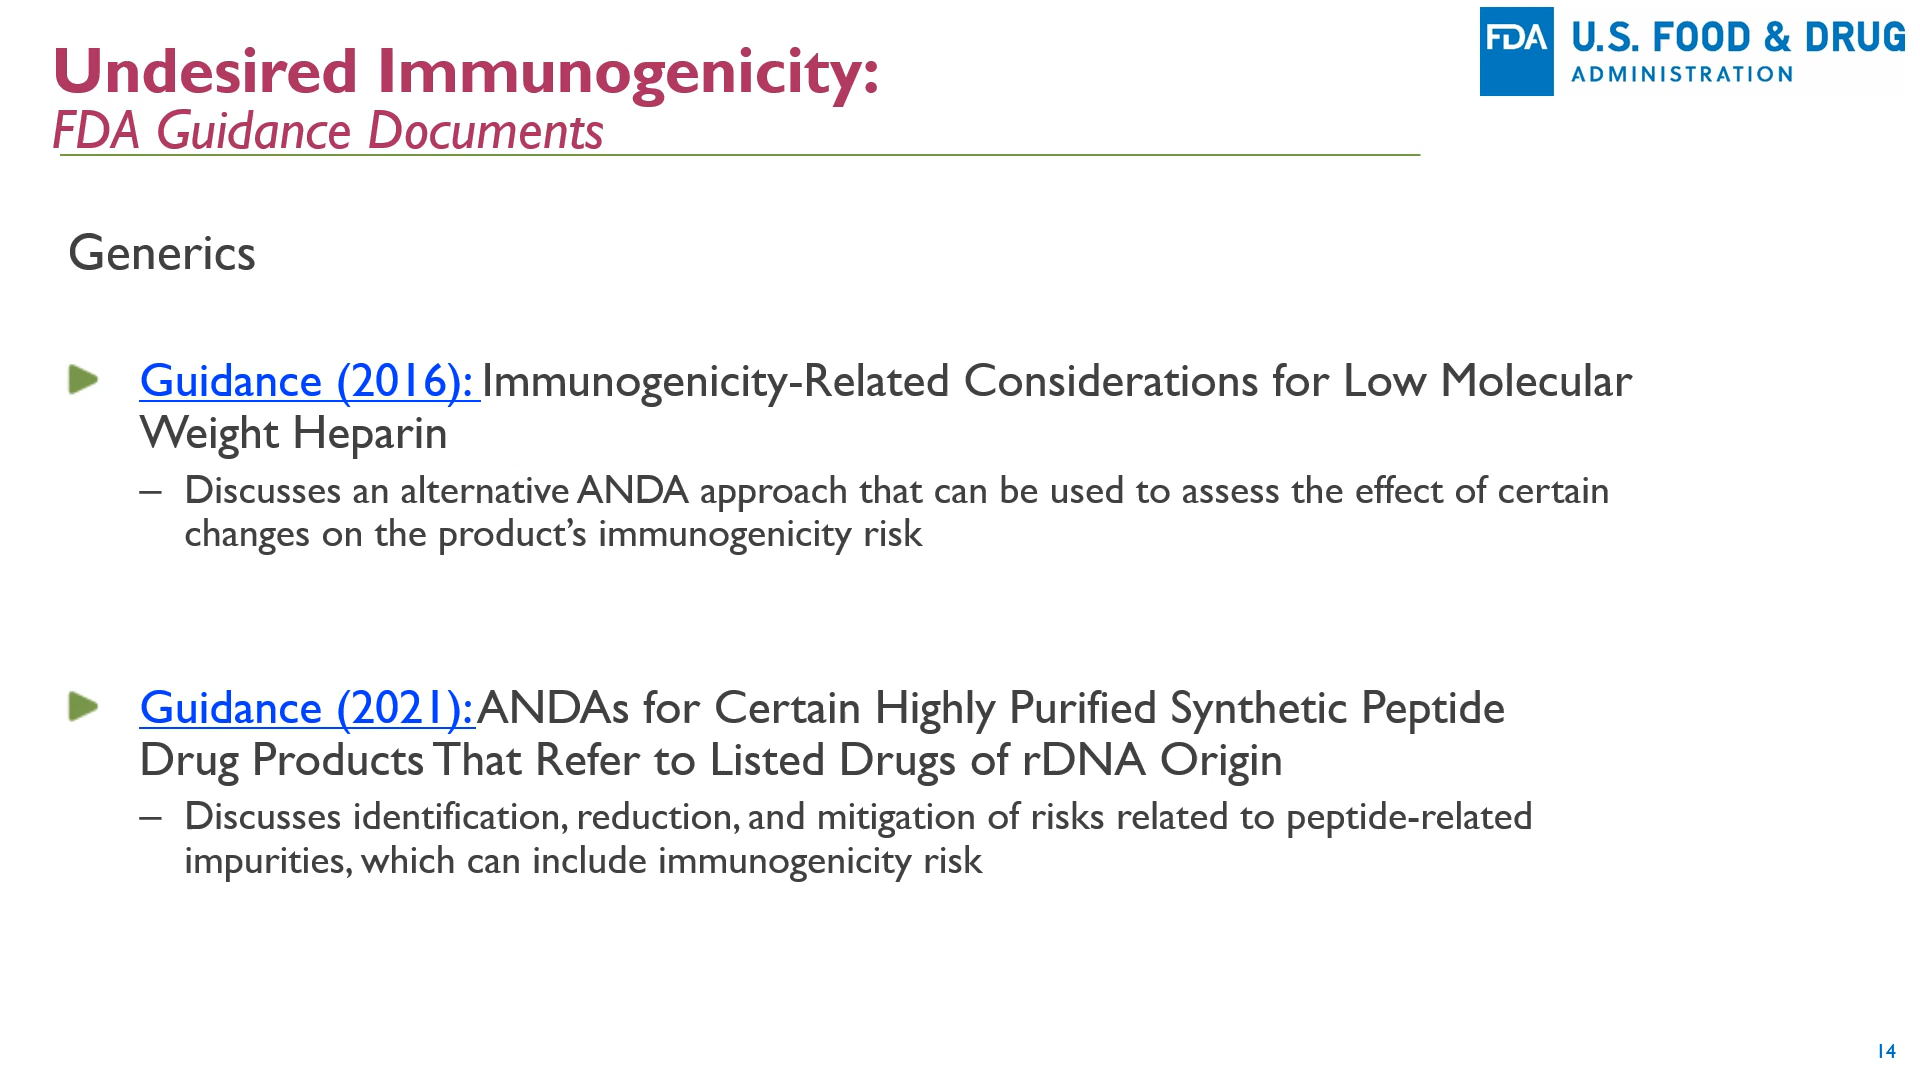 Undesired Immunogenicity:
FDA Guidance Documents
FDA U.S. FOOD & DRUG
ADMINISTRATION
Generics
Guidance (2016): Immunogenicity-Related Considerations for Low Molecular
Weight Heparin
– Discusses an alternative ANDA approach that can be used to assess the effect of certain
changes on the product’s immunogenicity risk
Guidance (2021): ANDAs for Certain Highly Purified Synthetic Peptide
Drug Products That Refer to Listed Drugs of rDNA Origin
– Discusses identification, reduction, and mitigation of risks related to peptide-related
impurities, which can include immunogenicity risk
14